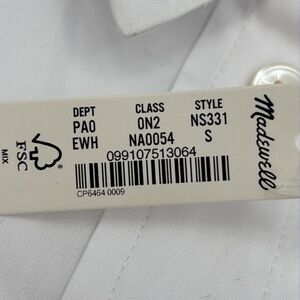 DEPT CLASS STYLE
PA0 0N2 NS331
EWH NA0054 S
099107513064
CP6464 0009
Madewell
MIX
FSC